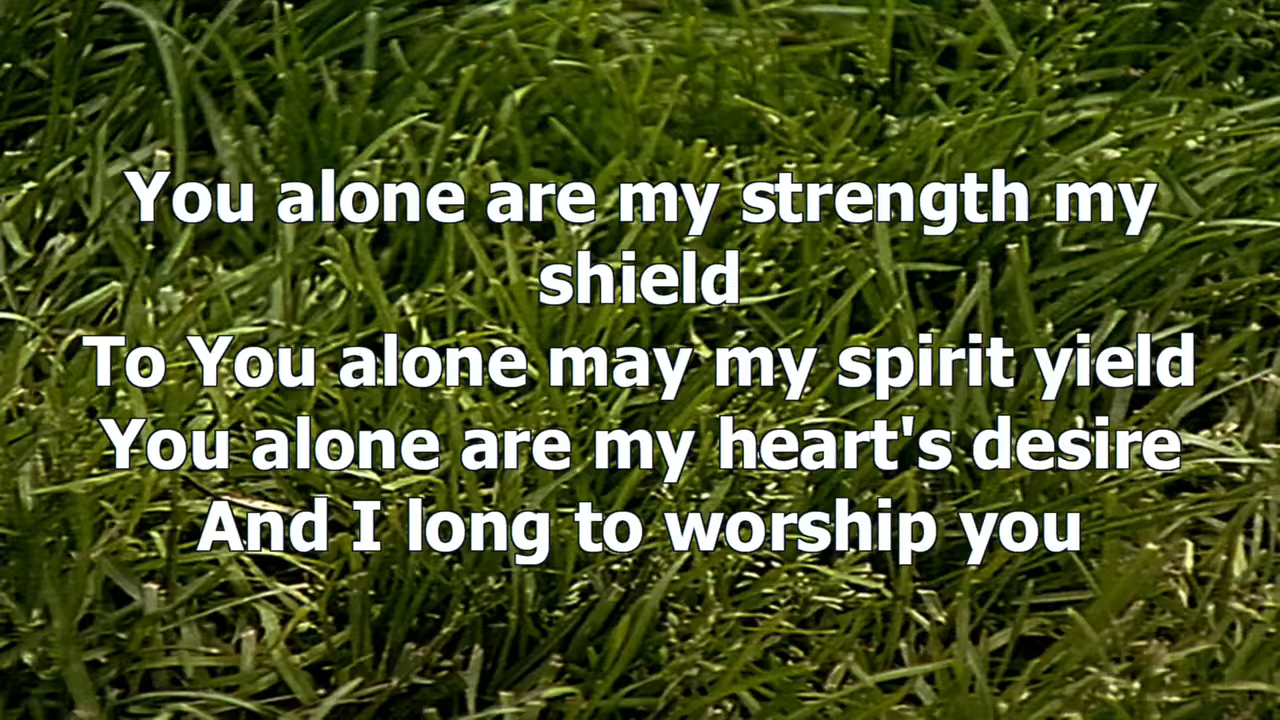 You alone are my strength my
shield
To You alone may my spirit yield
You alone are my heart's desire
And I long to worship you